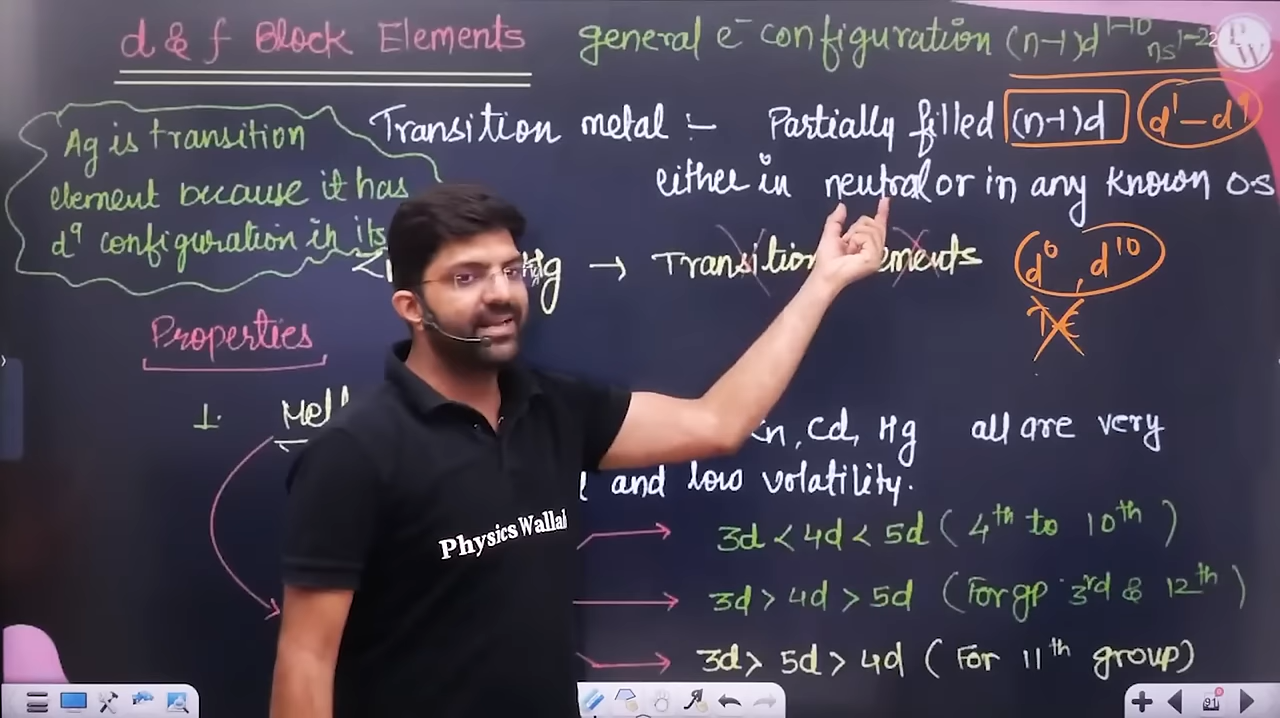 d & f Block Elements general e⁻ configuration (n-1)d¹⁻¹⁰ ns¹⁻²
PW
Transition metal :- Partially filled (n-1)d d¹-d⁹
either in neutral or in any known O.S
Ag is transition
element because it has
d⁹ configuration in its
Hg → Transition Elements d⁰, d¹⁰
T.E
Properties
1.
Zn, Cd, Hg all are very
and low volatility.
3d < 4d < 5d (4th to 10th)
3d > 4d > 5d (For gp 3rd & 12th)
3d > 5d > 4d (For 11th group)
Physics Wallah
91